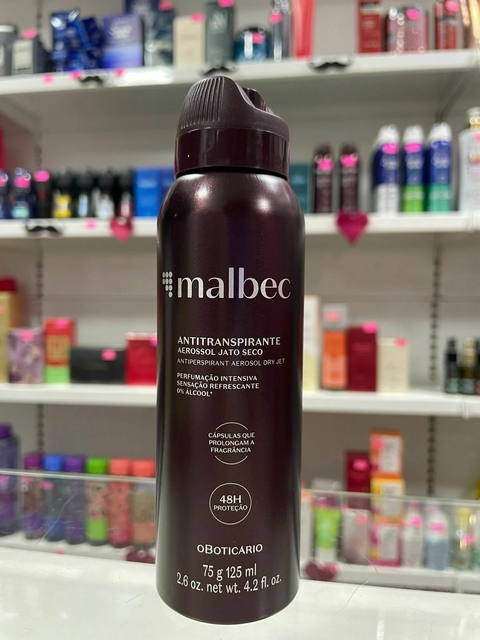 malbec
ANTITRANSPIRANTE
AEROSSOL JATO SECO
ANTIPERSPIRANT AEROSOL DRY JET
PERFUMAÇÃO INTENSIVA
SENSAÇÃO REFRESCANTE
0% ÁLCOOL*
CÁPSULAS QUE
PROLONGAM A
FRAGRÂNCIA
48H
PROTEÇÃO
oBOTICÁRIO
75 g 125 ml
2.6 oz. net wt. 4.2 fl. oz.